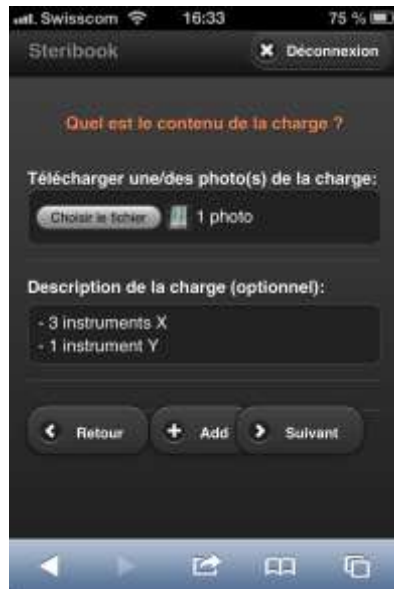 Swisscom 16:33 75 %
Steribook Déconnexion
Quel est le contenu de la charge ?
Télécharger une/des photo(s) de la charge:
Choisir le fichier 1 photo
Description de la charge (optionnel):
- 3 instruments X
- 1 instrument Y
Retour Add Suivant